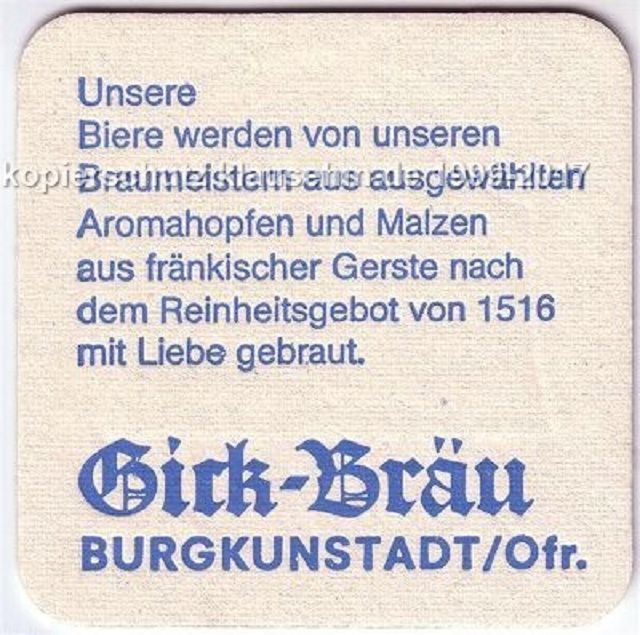 Unsere
Biere werden von unseren
Braumeistern aus ausgewählten
Aromahopfen und Malzen
aus fränkischer Gerste nach
dem Reinheitsgebot von 1516
mit Liebe gebraut.
Gick-Bräu
BURGKUNSTADT/Ofr.